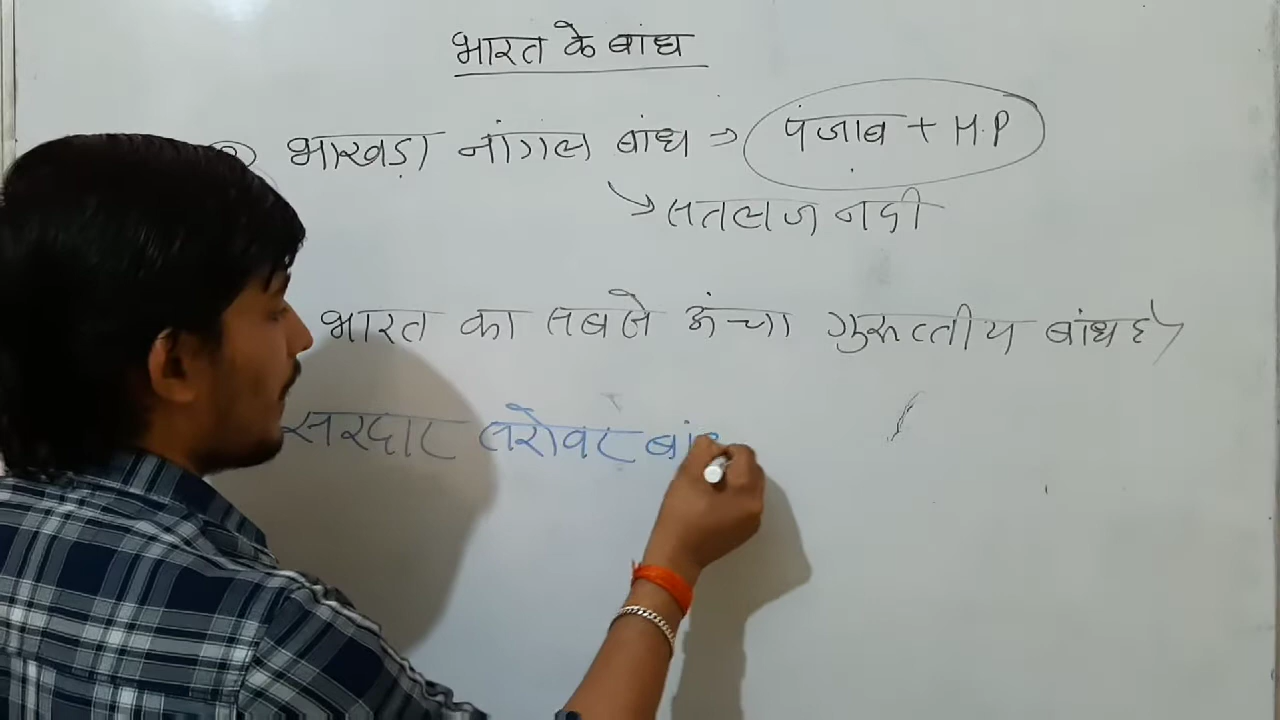 भारत के बांध
भाखड़ा नांगल बांध → पंजाब + H.P
↳ सतलज नदी
भारत का सबसे ऊंचा गुरुत्वीय बांध है
सरदार सरोवर